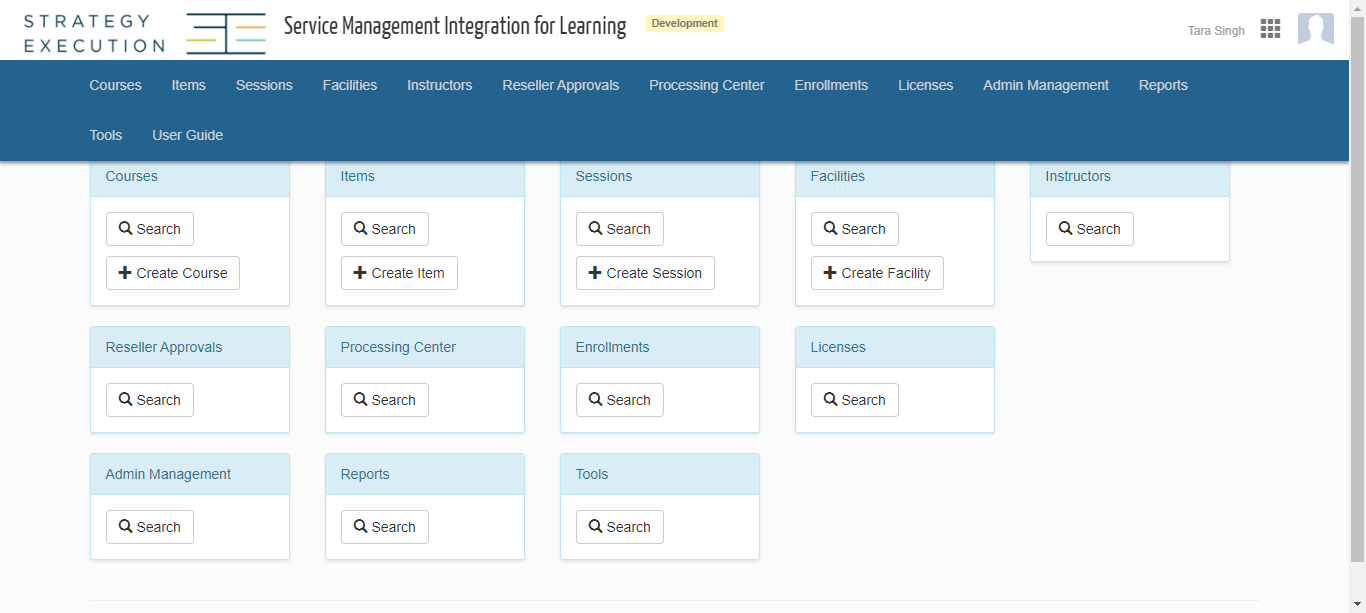 STRATEGY
EXECUTION
Service Management Integration for Learning
Development
Tara Singh
Courses Items Sessions Facilities Instructors Reseller Approvals Processing Center Enrollments Licenses Admin Management Reports
Tools User Guide
Courses Items Sessions Facilities Instructors
Search Search Search Search Search
Create Course Create Item Create Session Create Facility
Reseller Approvals Processing Center Enrollments Licenses
Search Search Search Search
Admin Management Reports Tools
Search Search Search